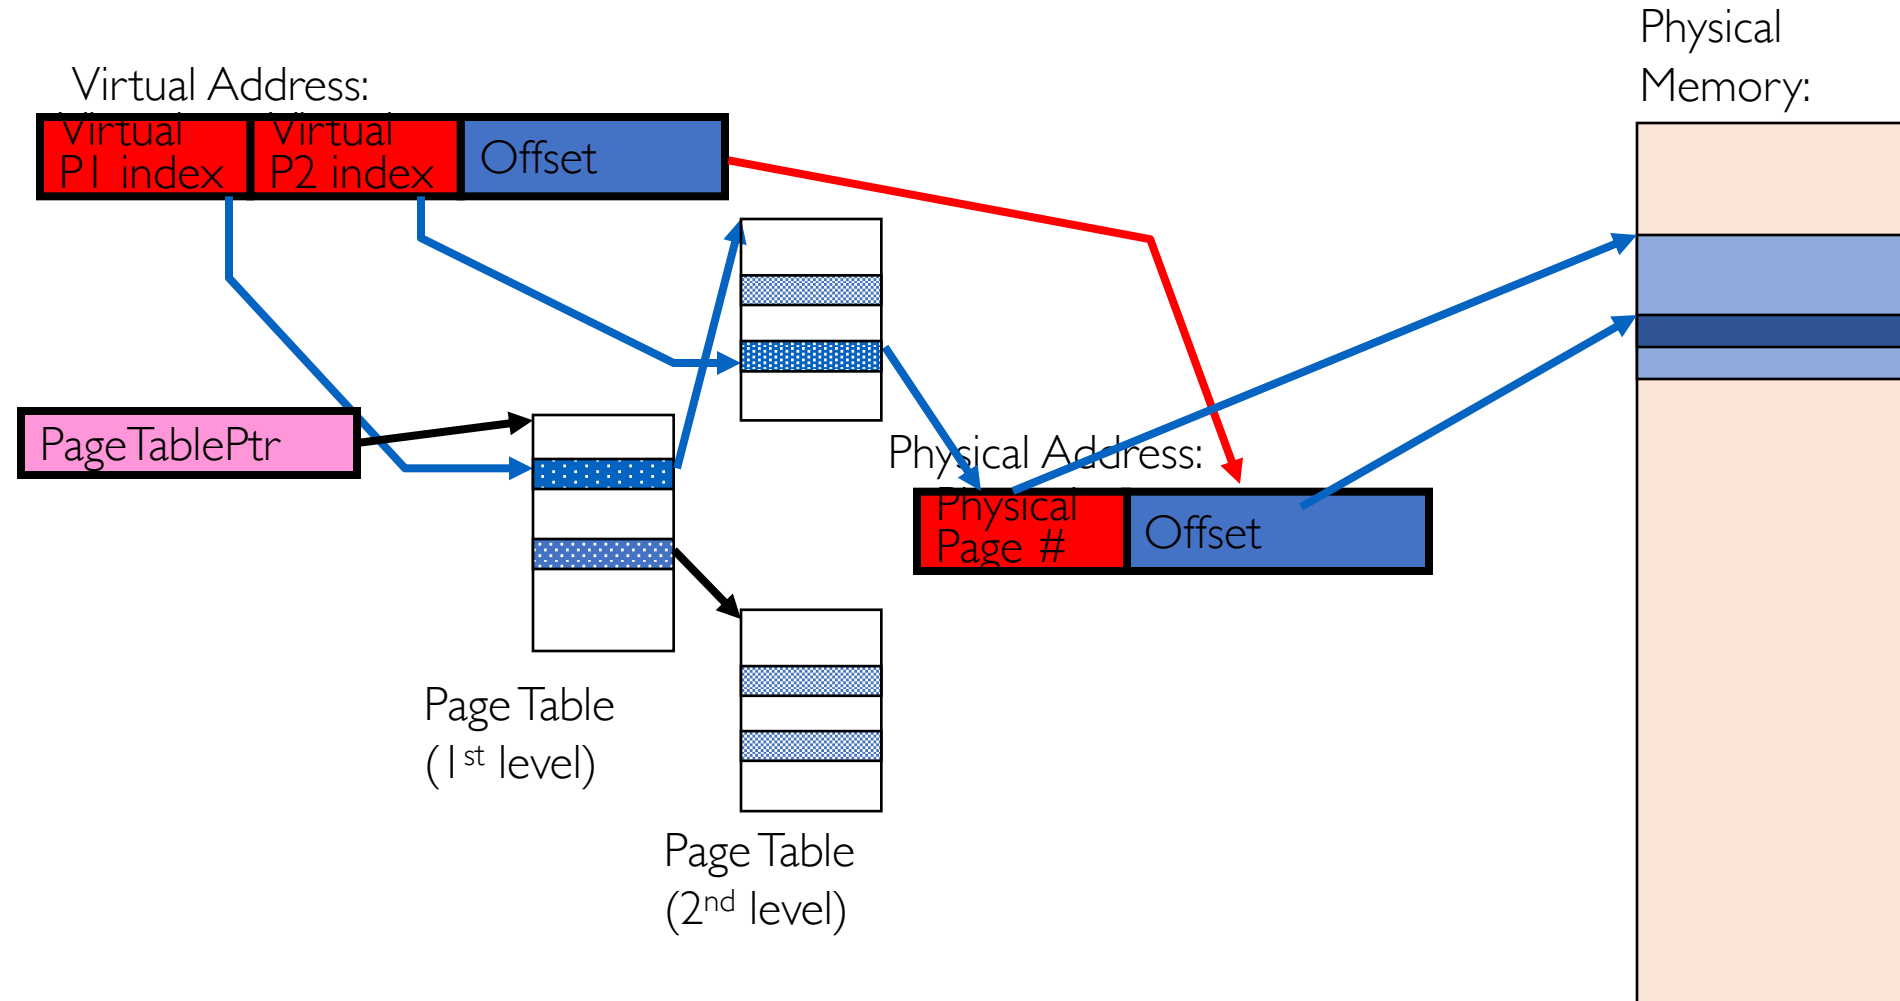 Physical
Memory:
Virtual Address:
Virtual
P1 index
Virtual
P2 index
Offset
PageTablePtr
Physical Address:
Physical
Page #
Offset
Page Table
(1st level)
Page Table
(2nd level)